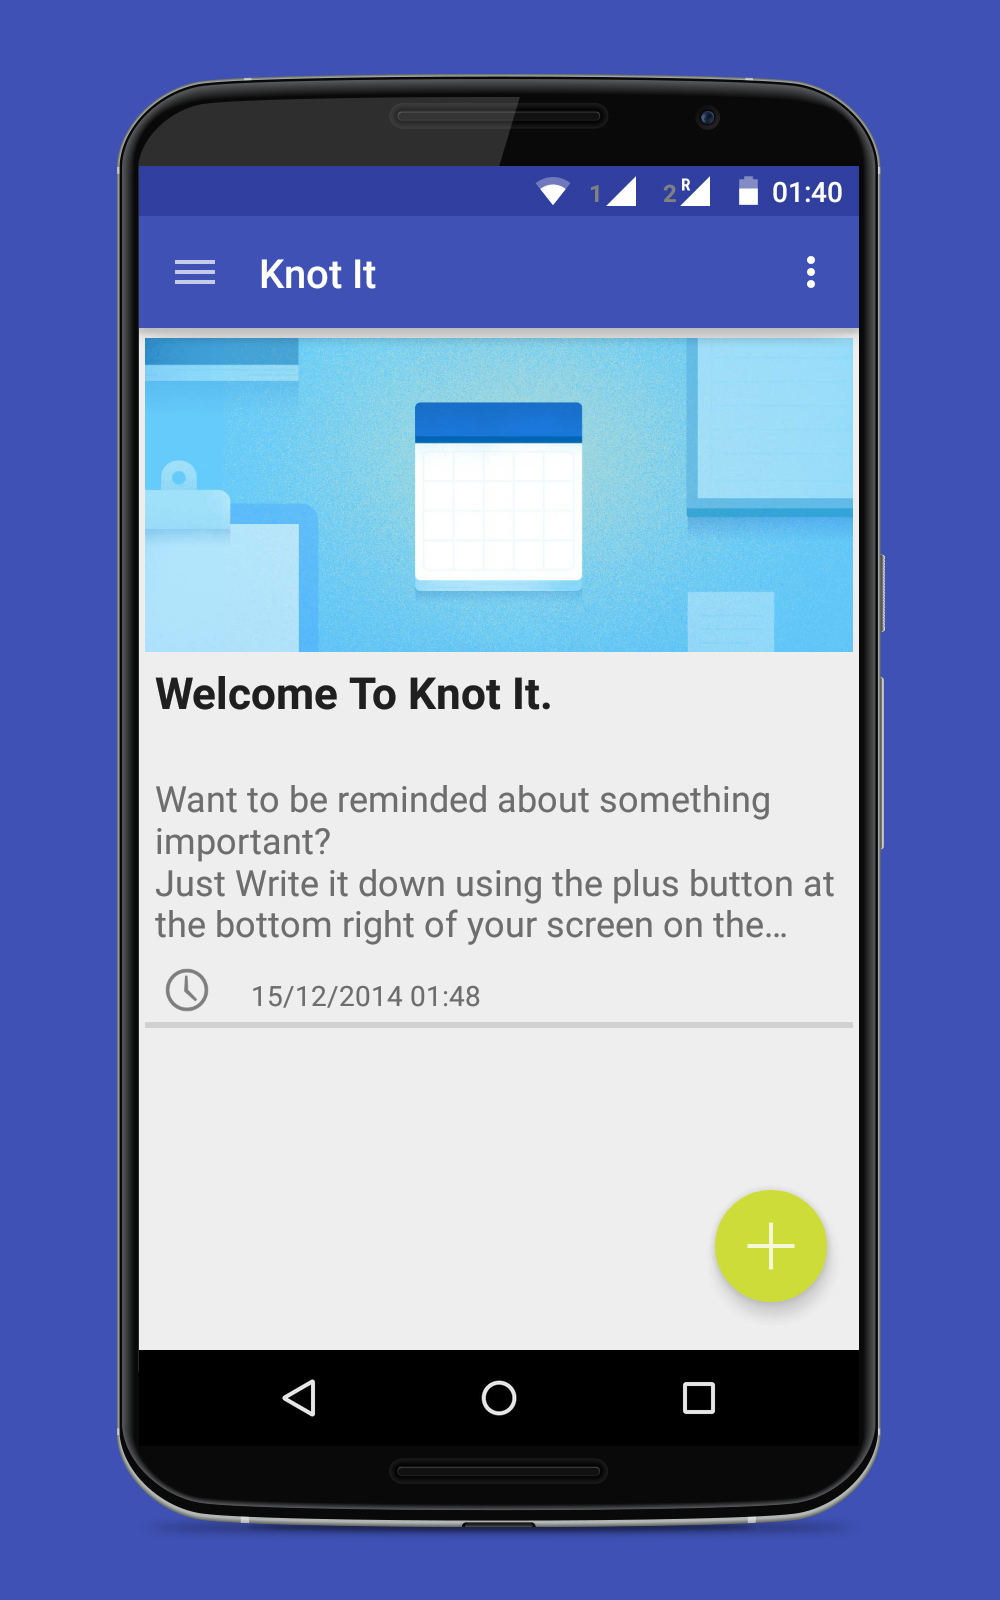 1 2 R 01:40
Knot It
Welcome To Knot It.
Want to be reminded about something
important?
Just Write it down using the plus button at
the bottom right of your screen on the...
15/12/2014 01:48